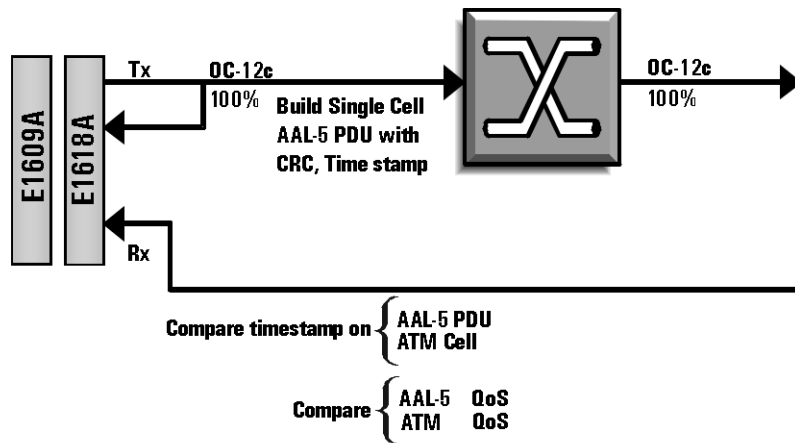 Tx
OC-12c
100%
Build Single Cell
AAL-5 PDU with
CRC, Time stamp
OC-12c
100%
E1609A
E1618A
Rx
Compare timestamp on
AAL-5 PDU
ATM Cell
Compare
AAL-5 QoS
ATM QoS